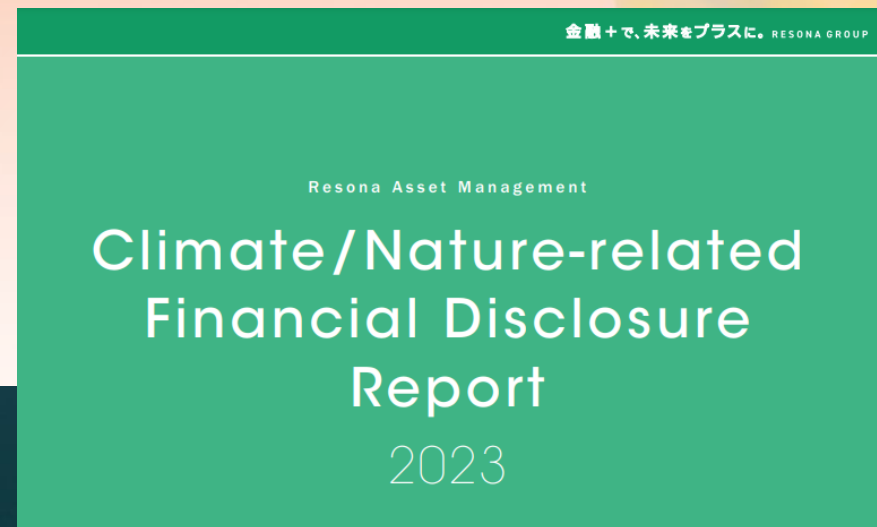 金融+で、未来をプラスに。 RESONA GROUP
Resona Asset Management
Climate/Nature-related
Financial Disclosure
Report
2023